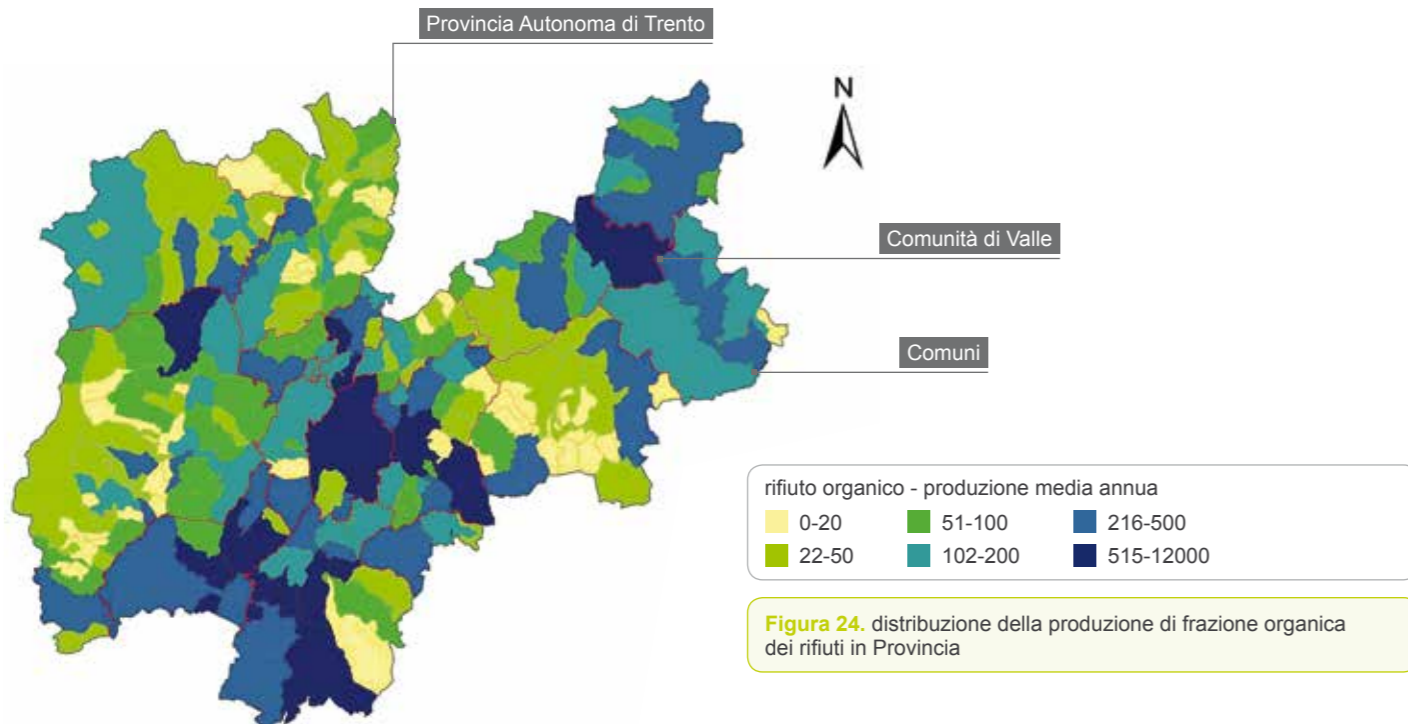 Provincia Autonoma di Trento
N
Comunità di Valle
Comuni
rifiuto organico - produzione media annua
0-20
51-100
216-500
22-50
102-200
515-12000
Figura 24. distribuzione della produzione di frazione organica
dei rifiuti in Provincia